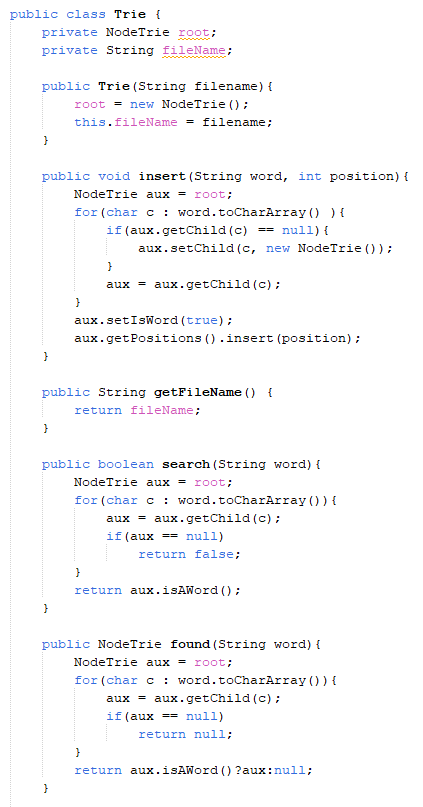 public class Trie {
    private NodeTrie root;
    private String fileName;

    public Trie(String filename){
        root = new NodeTrie();
        this.fileName = filename;
    }

    public void insert(String word, int position){
        NodeTrie aux = root;
        for(char c : word.toCharArray() ){
            if(aux.getChild(c) == null){
                aux.setChild(c, new NodeTrie());
            }
            aux = aux.getChild(c);
        }
        aux.setIsWord(true);
        aux.getPositions().insert(position);
    }

    public String getFileName() {
        return fileName;
    }

    public boolean search(String word){
        NodeTrie aux = root;
        for(char c : word.toCharArray()){
            aux = aux.getChild(c);
            if(aux == null)
                return false;
        }
        return aux.isAWord();
    }

    public NodeTrie found(String word){
        NodeTrie aux = root;
        for(char c : word.toCharArray()){
            aux = aux.getChild(c);
            if(aux == null)
                return null;
        }
        return aux.isAWord()?aux:null;
    }